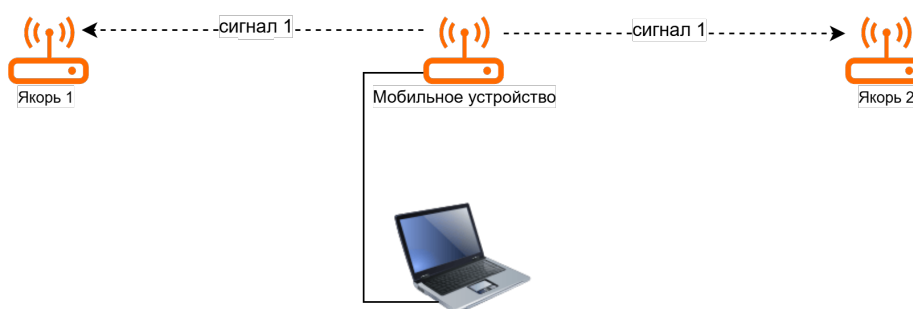 сигнал 1
сигнал 1
Якорь 1
Мобильное устройство
Якорь 2